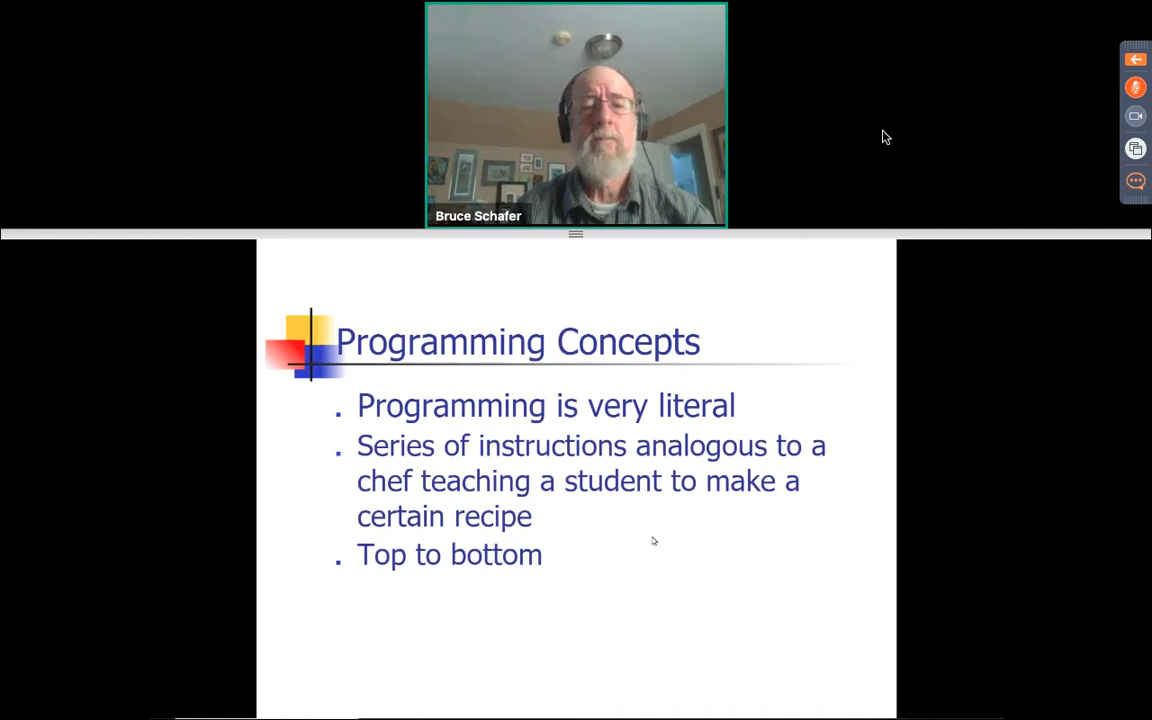 Bruce Schafer
Programming Concepts
. Programming is very literal
. Series of instructions analogous to a
chef teaching a student to make a
certain recipe
. Top to bottom